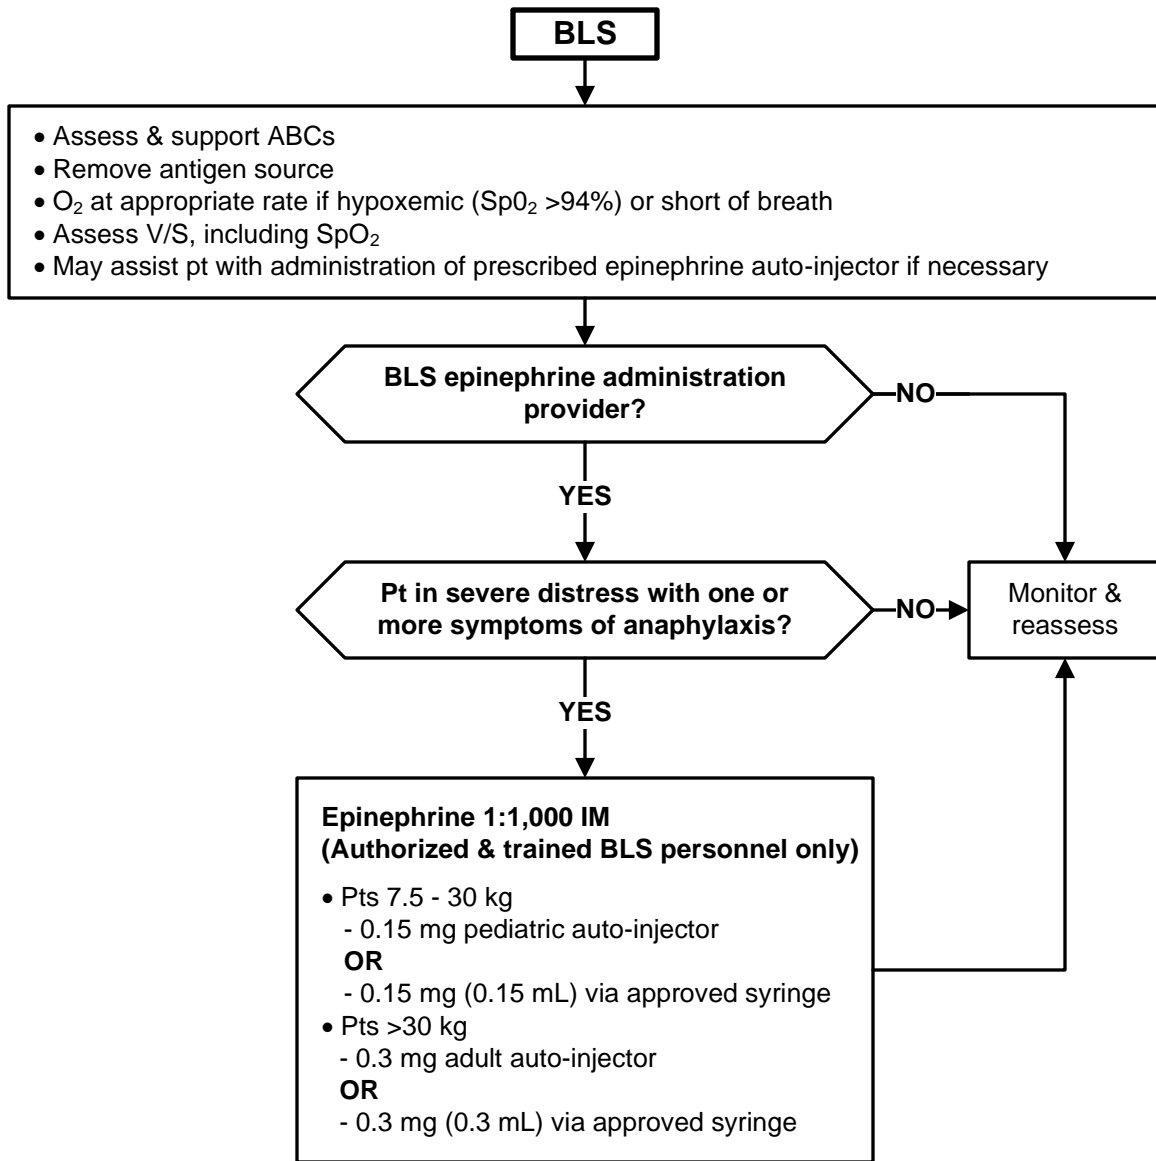 BLS
• Assess & support ABCs
• Remove antigen source
• O₂ at appropriate rate if hypoxemic (Sp0₂ >94%) or short of breath
• Assess V/S, including SpO₂
• May assist pt with administration of prescribed epinephrine auto-injector if necessary
BLS epinephrine administration
provider?
NO
YES
Pt in severe distress with one or
more symptoms of anaphylaxis?
NO
Monitor &
reassess
YES
Epinephrine 1:1,000 IM
(Authorized & trained BLS personnel only)
• Pts 7.5 - 30 kg
- 0.15 mg pediatric auto-injector
OR
- 0.15 mg (0.15 mL) via approved syringe
• Pts >30 kg
- 0.3 mg adult auto-injector
OR
- 0.3 mg (0.3 mL) via approved syringe